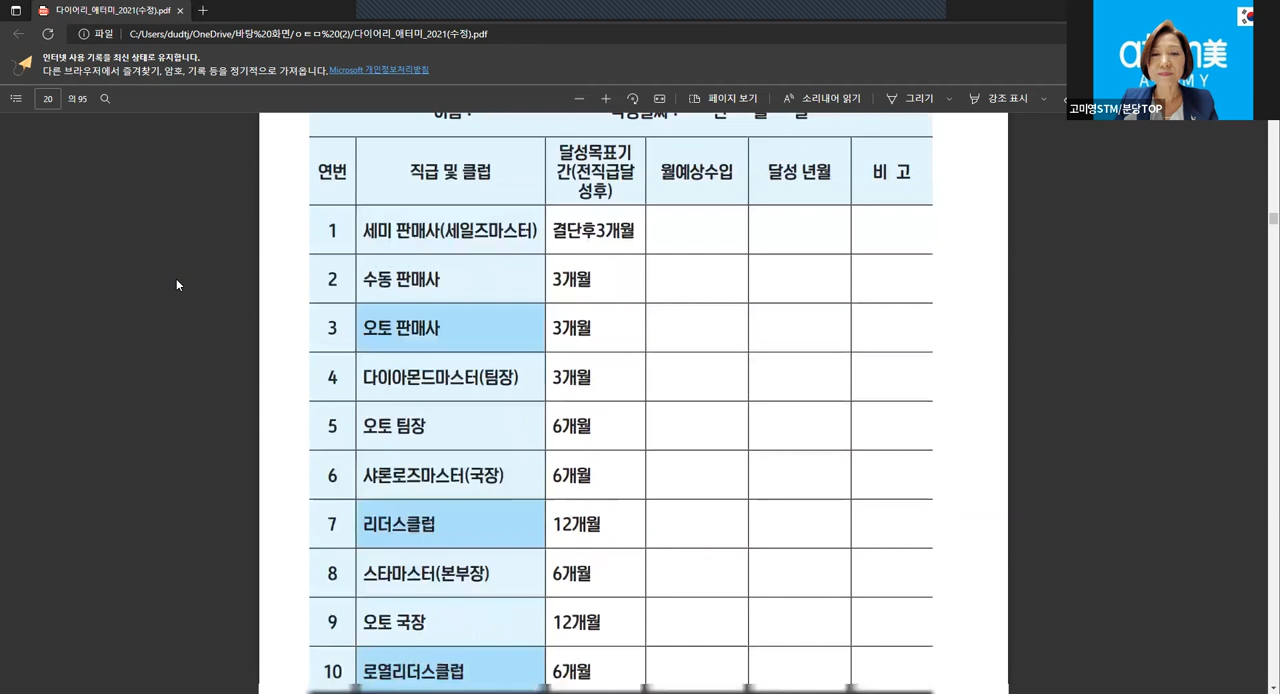 다이어리_애터미_2021(수정).pdf
파일
C:/Users/dudtj/OneDrive/바탕%20화면/ㅇㅌㅁ%20(2)/다이어리_애터미_2021(수정).pdf
인터넷 사용 기록을 최신 상태로 유지합니다.
다른 브라우저에서 즐겨찾기, 암호, 기록 등을 정기적으로 가져옵니다. Microsoft 개인정보처리방침
20 의 95
페이지 보기
소리내어 읽기
그리기
강조 표시
고미영STM/분당TOP
연번 직급 및 클럽 달성목표기간(전직급달성후) 월예상수입 달성 년월 비 고
1 세미 판매사(세일즈마스터) 결단후3개월
2 수동 판매사 3개월
3 오토 판매사 3개월
4 다이아몬드마스터(팀장) 3개월
5 오토 팀장 6개월
6 샤론로즈마스터(국장) 6개월
7 리더스클럽 12개월
8 스타마스터(본부장) 6개월
9 오토 국장 12개월
10 로열리더스클럽 6개월